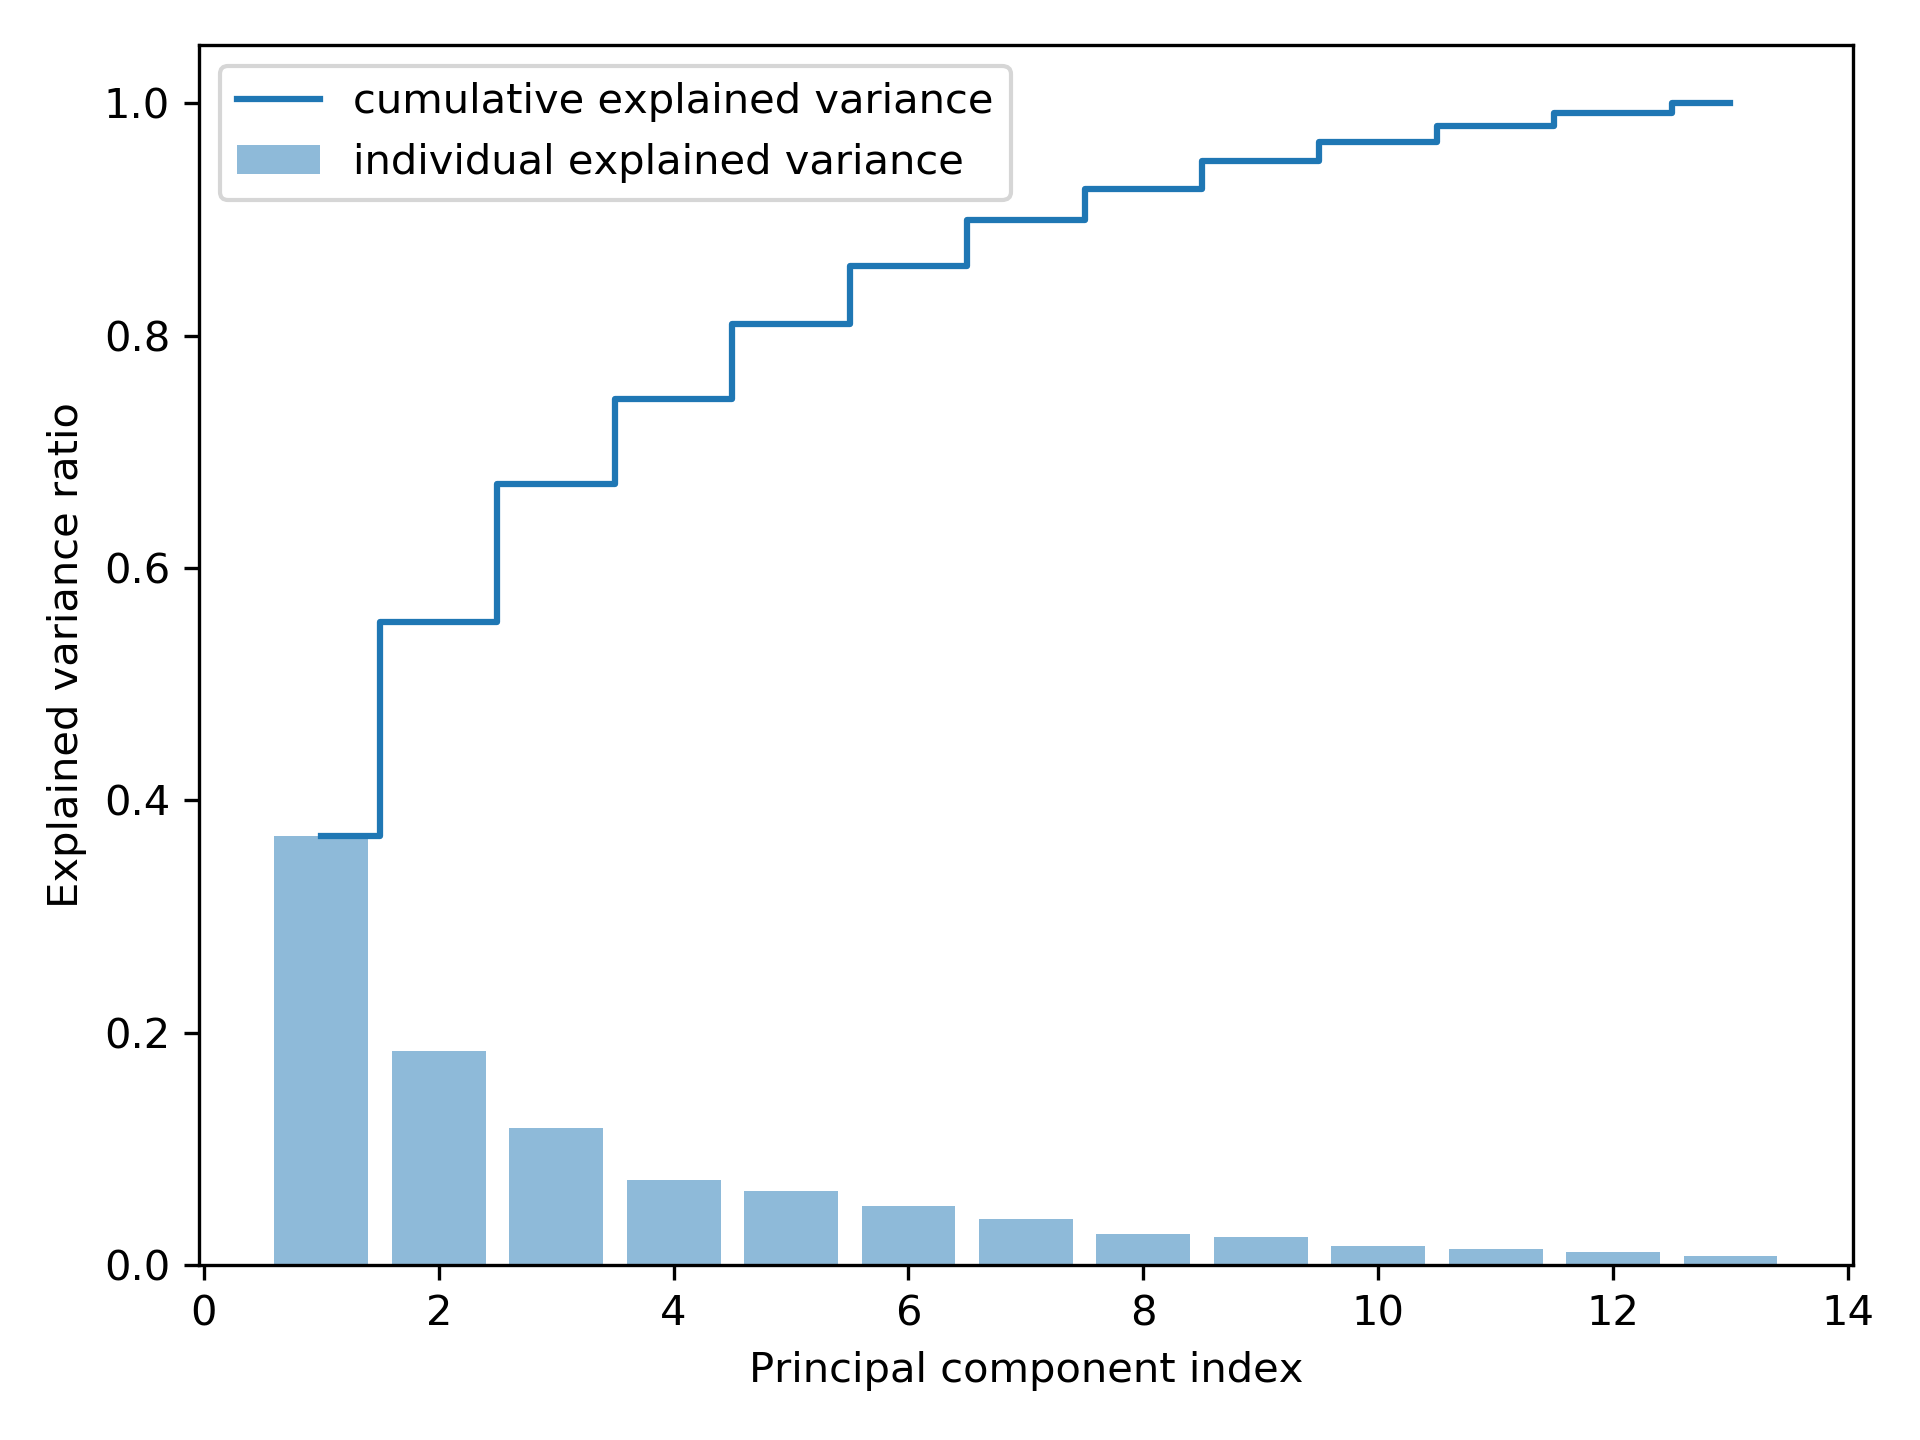 cumulative explained variance
individual explained variance
1.0
0.8
0.6
0.4
0.2
0.0
Explained variance ratio
0 2 4 6 8 10 12 14
Principal component index